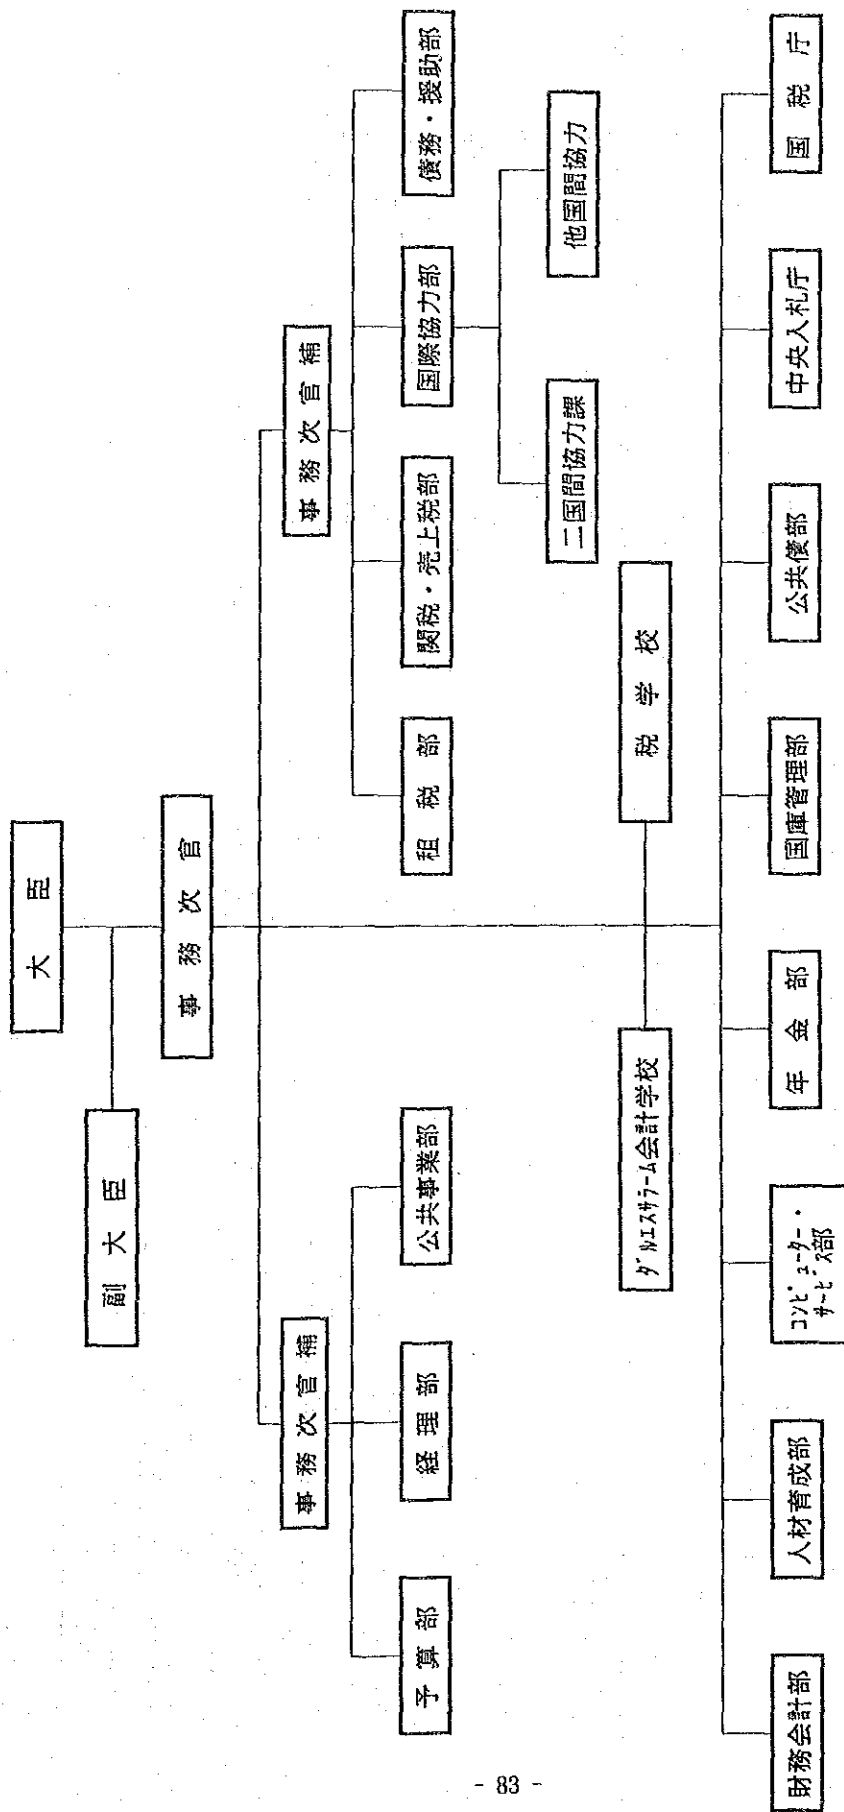 大臣
副大臣
事務次官
事務次官補
事務次官補
予算部
経理部
公共事業部
租税部
関税・売上税部
国際協力部
債務・援助部
二国間協力課
他国間協力
ダルエスサラーム会計学校
税学校
財務会計部
人材育成部
コンピューター・
サービス部
年金部
国庫管理部
公共債部
中央入札庁
国税庁
- 83 -